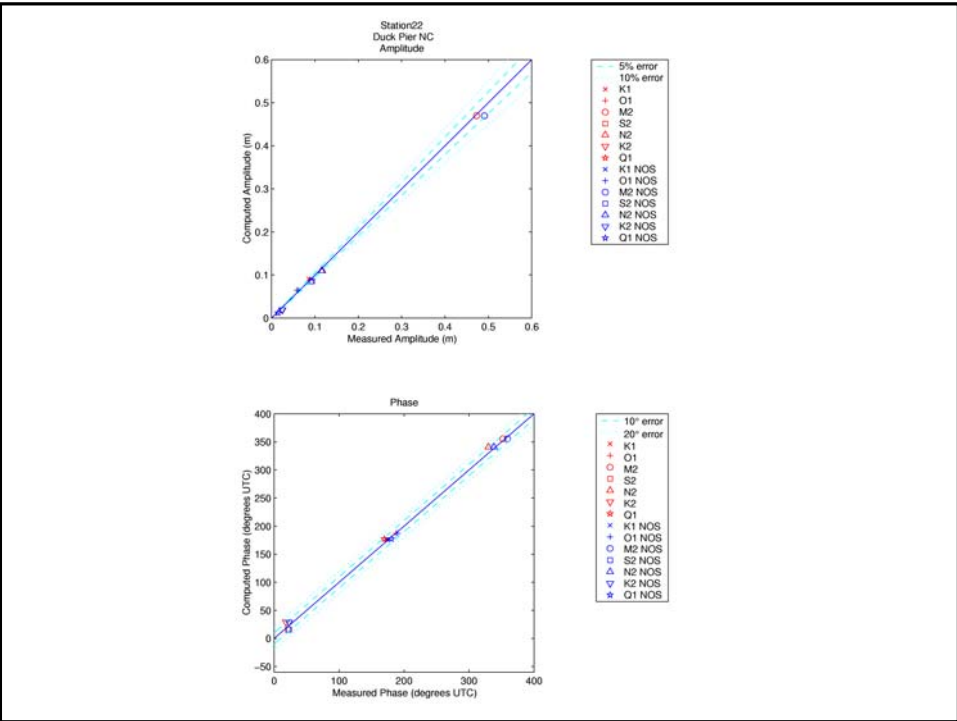 Station22
Duck Pier NC
Amplitude
0.6
0.5
0.4
0.3
0.2
0.1
0
Computed Amplitude (m)
0 0.1 0.2 0.3 0.4 0.5 0.6
Measured Amplitude (m)
5% error
10% error
K1
O1
M2
S2
N2
K2
Q1
K1 NOS
O1 NOS
M2 NOS
S2 NOS
N2 NOS
K2 NOS
Q1 NOS
Phase
400
350
300
250
200
150
100
50
0
−50
Computed Phase (degrees UTC)
0 100 200 300 400
Measured Phase (degrees UTC)
10° error
20° error
K1
O1
M2
S2
N2
K2
Q1
K1 NOS
O1 NOS
M2 NOS
S2 NOS
N2 NOS
K2 NOS
Q1 NOS